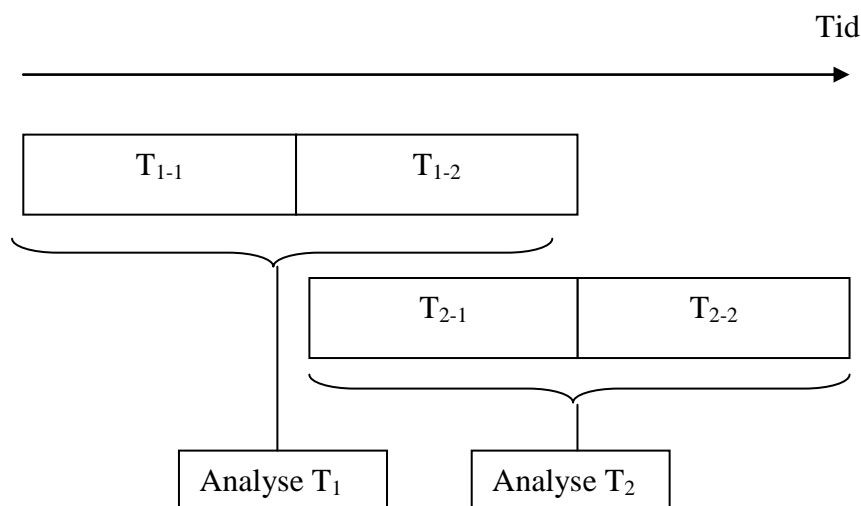 Tid
T₁₋₁ T₁₋₂
T₂₋₁ T₂₋₂
Analyse T₁ Analyse T₂